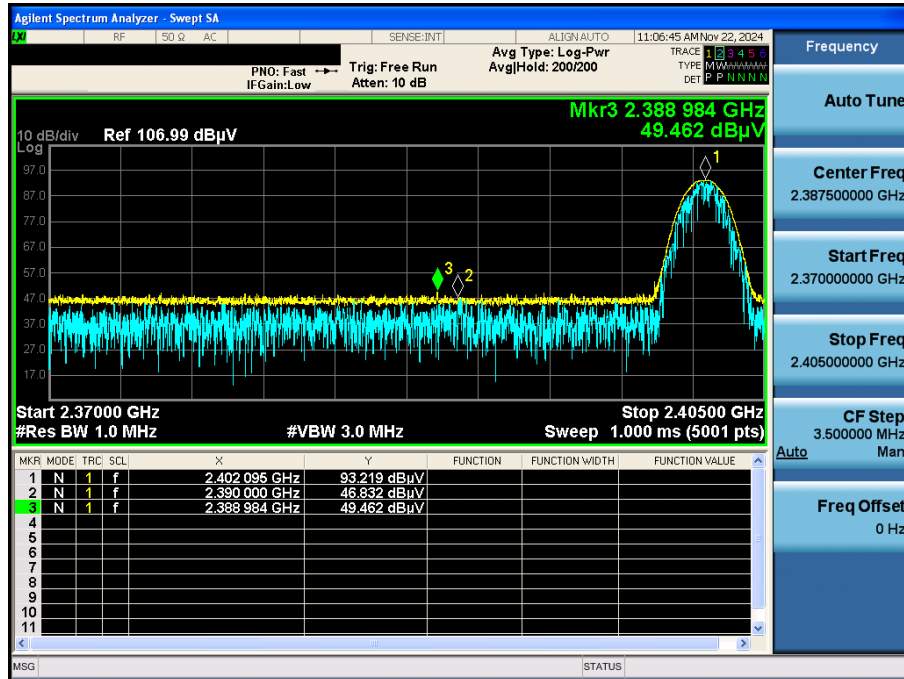 Agilent Spectrum Analyzer - Swept SA
LXI RF 50 Ω AC SENSE:INT ALIGN AUTO 11:06:45 AM Nov 22, 2024
PNO: Fast Trig: Free Run Avg Type: Log-Pwr TRACE 1 2 3 4 5 6
IFGain:Low Atten: 10 dB Avg|Hold: 200/200 TYPE M W
DET P P N N N N
Mkr3 2.388 984 GHz
49.462 dBµV
10 dB/div Ref 106.99 dBµV
Log
97.0
87.0
77.0
67.0
57.0
47.0
37.0
27.0
17.0
1
3
2
Start 2.37000 GHz Stop 2.40500 GHz
#Res BW 1.0 MHz #VBW 3.0 MHz Sweep 1.000 ms (5001 pts)
MKR MODE TRC SCL X Y FUNCTION FUNCTION WIDTH FUNCTION VALUE
1 N 1 f 2.402 095 GHz 93.219 dBµV
2 N 1 f 2.390 000 GHz 46.832 dBµV
3 N 1 f 2.388 984 GHz 49.462 dBµV
4
5
6
7
8
9
10
11
MSG STATUS
Frequency
Auto Tune
Center Freq
2.387500000 GHz
Start Freq
2.370000000 GHz
Stop Freq
2.405000000 GHz
CF Step
3.500000 MHz
Auto Man
Freq Offset
0 Hz